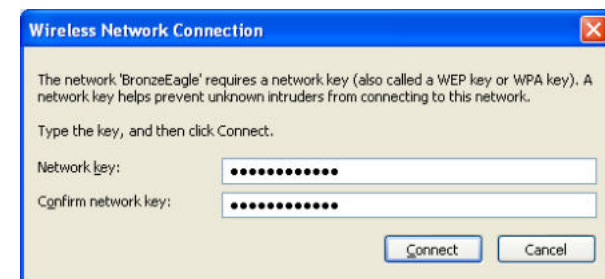 Wireless Network Connection
The network 'BronzeEagle' requires a network key (also called a WEP key or WPA key). A
network key helps prevent unknown intruders from connecting to this network.
Type the key, and then click Connect.
Network key: ●●●●●●●●●●●●
Confirm network key: ●●●●●●●●●●●●
Connect Cancel